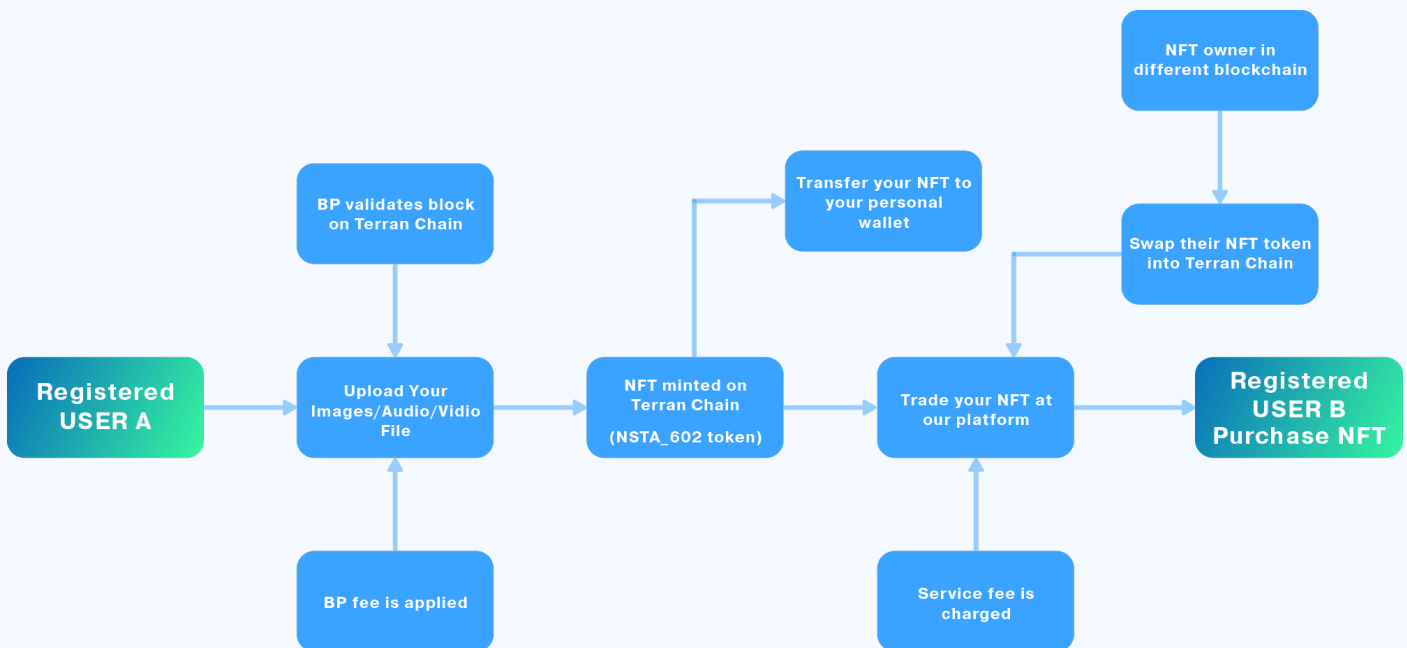 NFT owner in
different blockchain
Transfer your NFT to
your personal
wallet
BP validates block
on Terran Chain
Swap their NFT token
into Terran Chain
Registered
USER A
Upload Your
Images/Audio/Vidio
File
NFT minted on
Terran Chain
(NSTA_602 token)
Trade your NFT at
our platform
Registered
USER B
Purchase NFT
BP fee is applied
Service fee is
charged